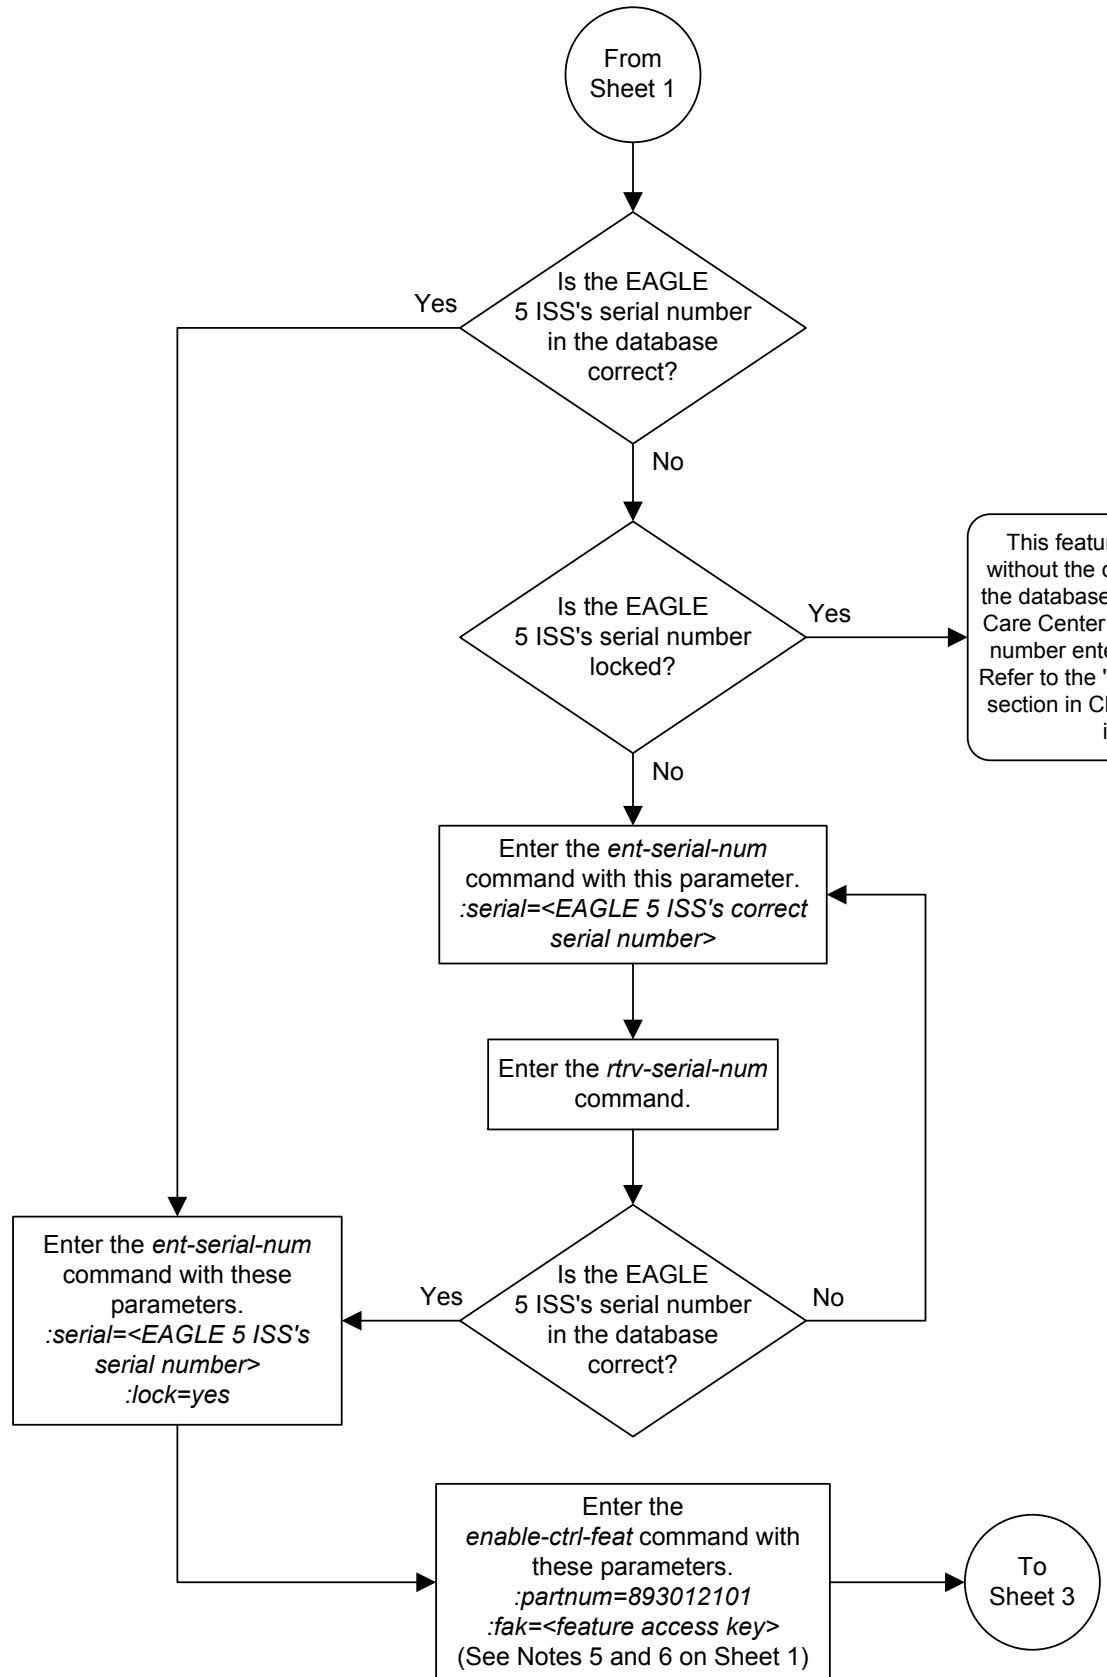 From
Sheet 1
Is the EAGLE
5 ISS's serial number
in the database
correct?
Yes
No
Is the EAGLE
5 ISS's serial number
locked?
Yes
This
without the
the database
Care Center
number
Refer to the "
section in
No
Enter the ent-serial-num
command with this parameter.
:serial=<EAGLE 5 ISS's correct
serial number>
Enter the rtrv-serial-num
command.
Is the EAGLE
5 ISS's serial number
in the database
correct?
Yes
No
Enter the ent-serial-num
command with these
parameters.
:serial=<EAGLE 5 ISS's
serial number>
:lock=yes
Enter the
enable-ctrl-feat command with
these parameters.
:partnum=893012101
:fak=<feature access key>
(See Notes 5 and 6 on Sheet 1)
To
Sheet 3